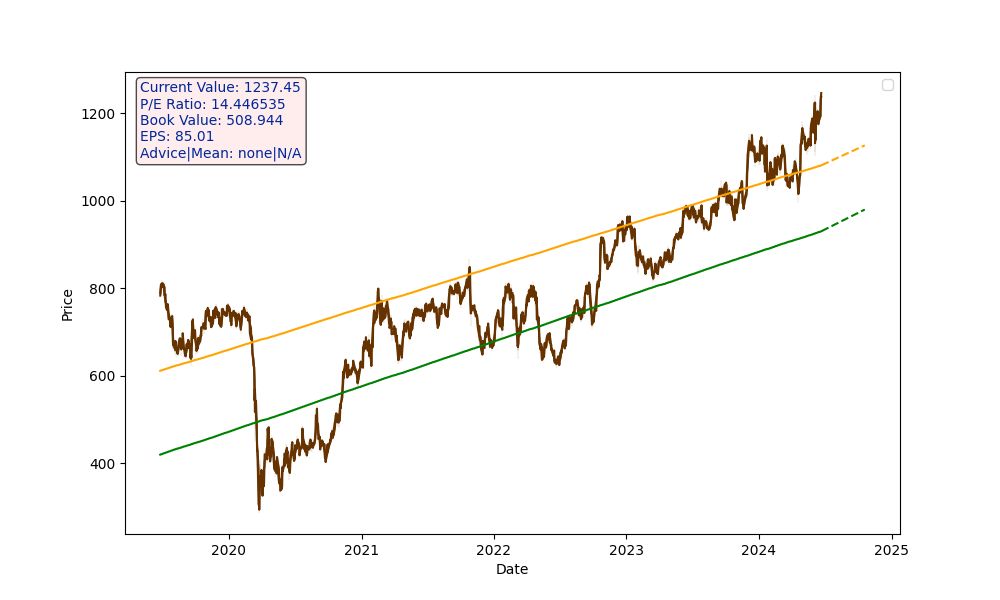 Current Value: 1237.45
P/E Ratio: 14.446535
Book Value: 508.944
EPS: 85.01
Advice|Mean: none|N/A
1200
1000
800
600
400
Price
2020 2021 2022 2023 2024 2025
Date